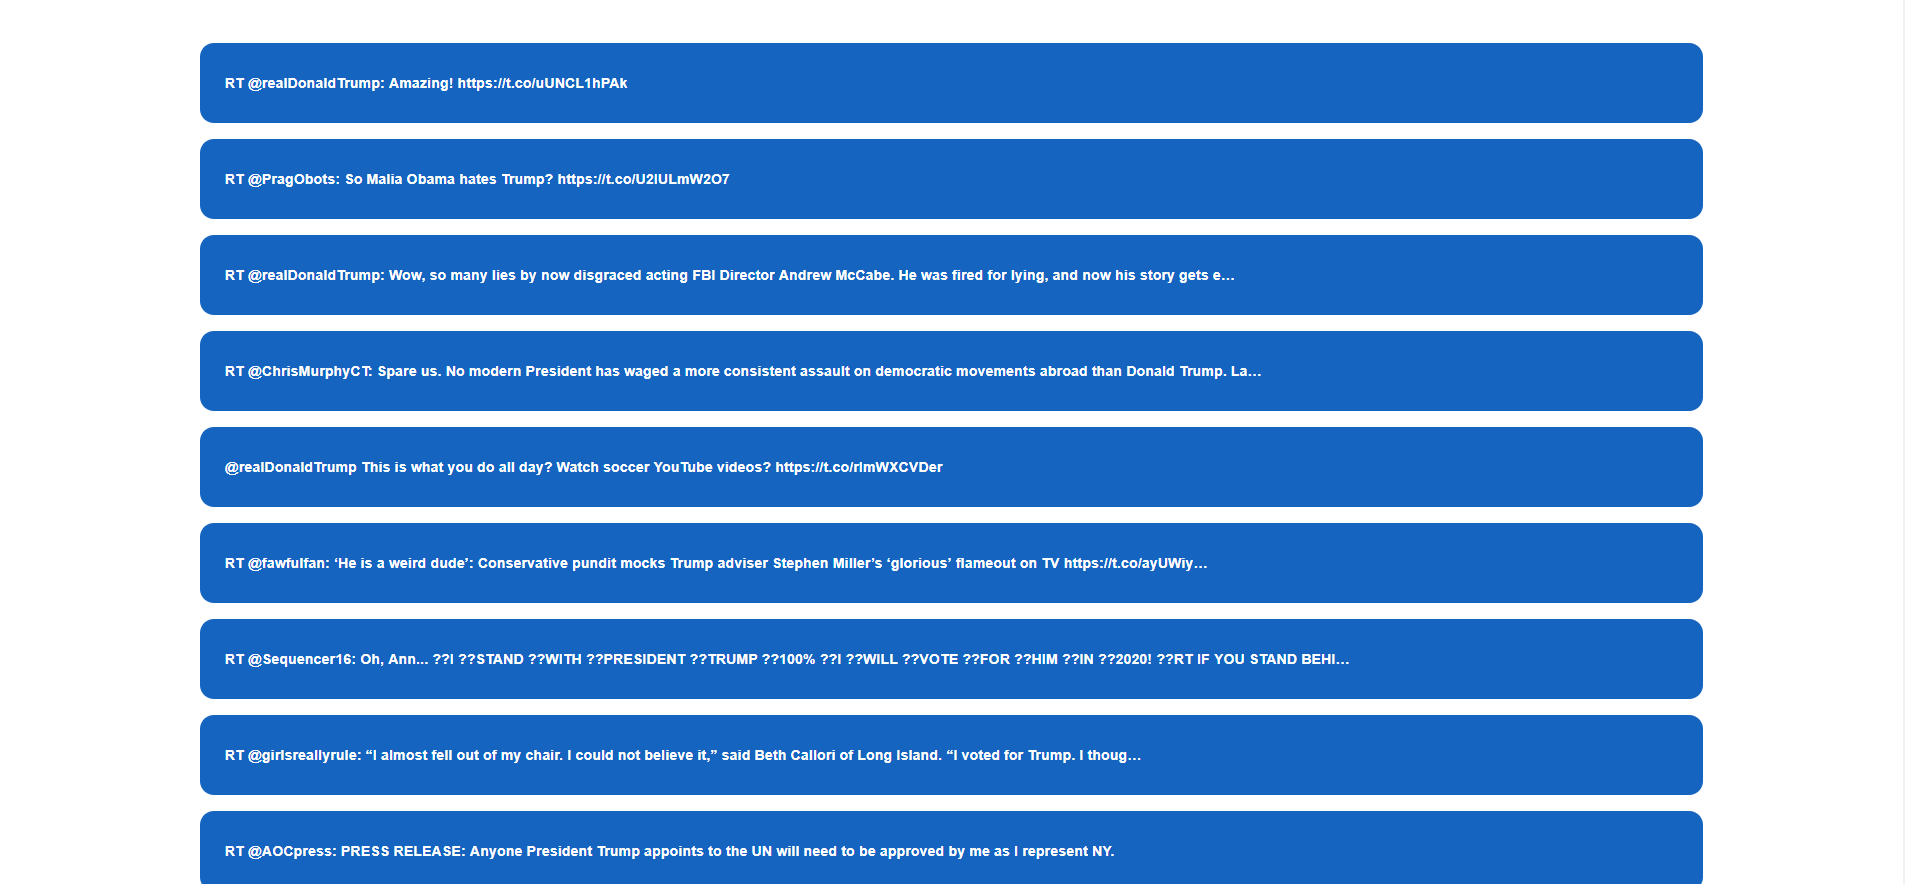 RT @realDonaldTrump: Amazing! https://t.co/uUNCL1hPAk
RT @PragObots: So Malia Obama hates Trump? https://t.co/U2IULmW2O7
RT @realDonaldTrump: Wow, so many lies by now disgraced acting FBI Director Andrew McCabe. He was fired for lying, and now his story gets e…
RT @ChrisMurphyCT: Spare us. No modern President has waged a more consistent assault on democratic movements abroad than Donald Trump. La…
@realDonaldTrump This is what you do all day? Watch soccer YouTube videos? https://t.co/rlmWXCVDer
RT @fawfulfan: ‘He is a weird dude’: Conservative pundit mocks Trump adviser Stephen Miller’s ‘glorious’ flameout on TV https://t.co/ayUWiy…
RT @Sequencer16: Oh, Ann... ??I ??STAND ??WITH ??PRESIDENT ??TRUMP ??100% ??I ??WILL ??VOTE ??FOR ??HIM ??IN ??2020! ??RT IF YOU STAND BEHI…
RT @girlsreallyrule: “I almost fell out of my chair. I could not believe it,” said Beth Callori of Long Island. “I voted for Trump. I thoug…
RT @AOCpress: PRESS RELEASE: Anyone President Trump appoints to the UN will need to be approved by me as I represent NY.